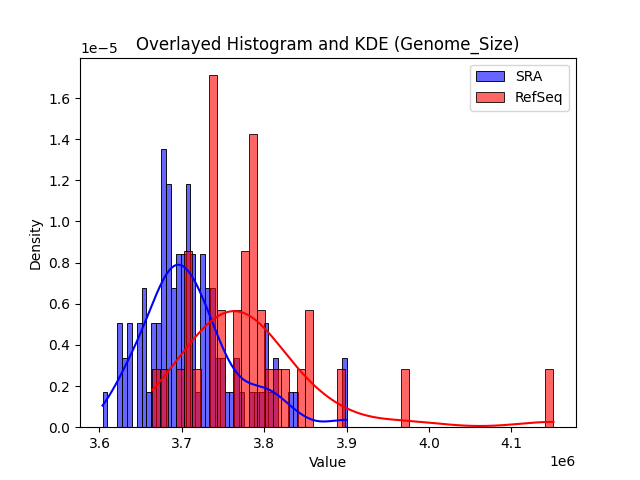 Overlayed Histogram and KDE (Genome_Size)
1e−5
SRA
RefSeq
1.6
1.4
1.2
1.0
0.8
0.6
0.4
0.2
0.0
Density
3.6 3.7 3.8 3.9 4.0 4.1
Value
1e6